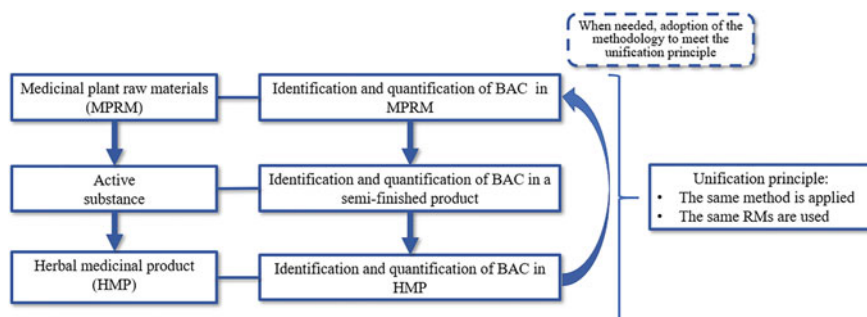 When needed, adoption of the
methodology to meet the
unification principle
Medicinal plant raw materials
(MPRM)
Identification and quantification of BAC in
MPRM
Active
substance
Identification and quantification of BAC in a
semi-finished product
Unification principle:
• The same method is applied
• The same RMs are used
Herbal medicinal product
(HMP)
Identification and quantification of BAC in
HMP